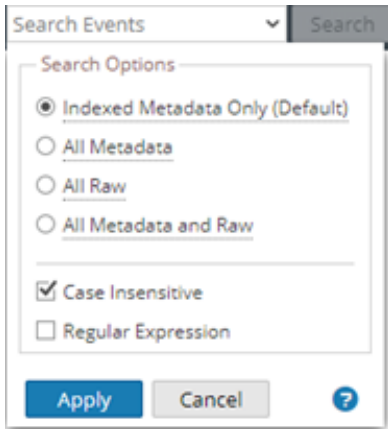 Search Events Search
Search Options
Indexed Metadata Only (Default)
All Metadata
All Raw
All Metadata and Raw
Case Insensitive
Regular Expression
Apply Cancel ?